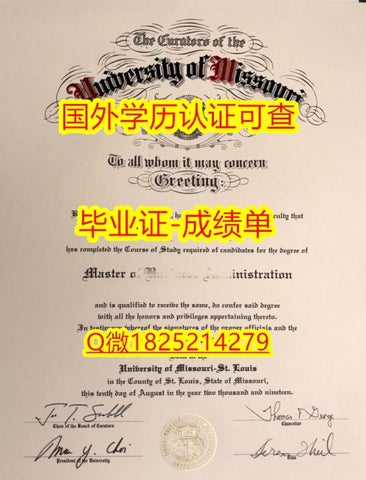 The Curators of the
University of Missouri
国外学历认证可查
To all whom it may concern
Greeting:
毕业证-成绩单
has completed the Course of Study required of candidates for the degree of
Master of Business Administration
and is qualified to receive the same, do confer said degree
with all the honors and privileges appertaining thereto.
In testimony whereof the signatures of the proper officials and the
Q微1825214279
University of Missouri-St. Louis
in the County of St. Louis, State of Missouri,
this tenth day of August in the year two thousand and nineteen.
Chair of the Board of Curators
Chancellor
President of the University
Dean